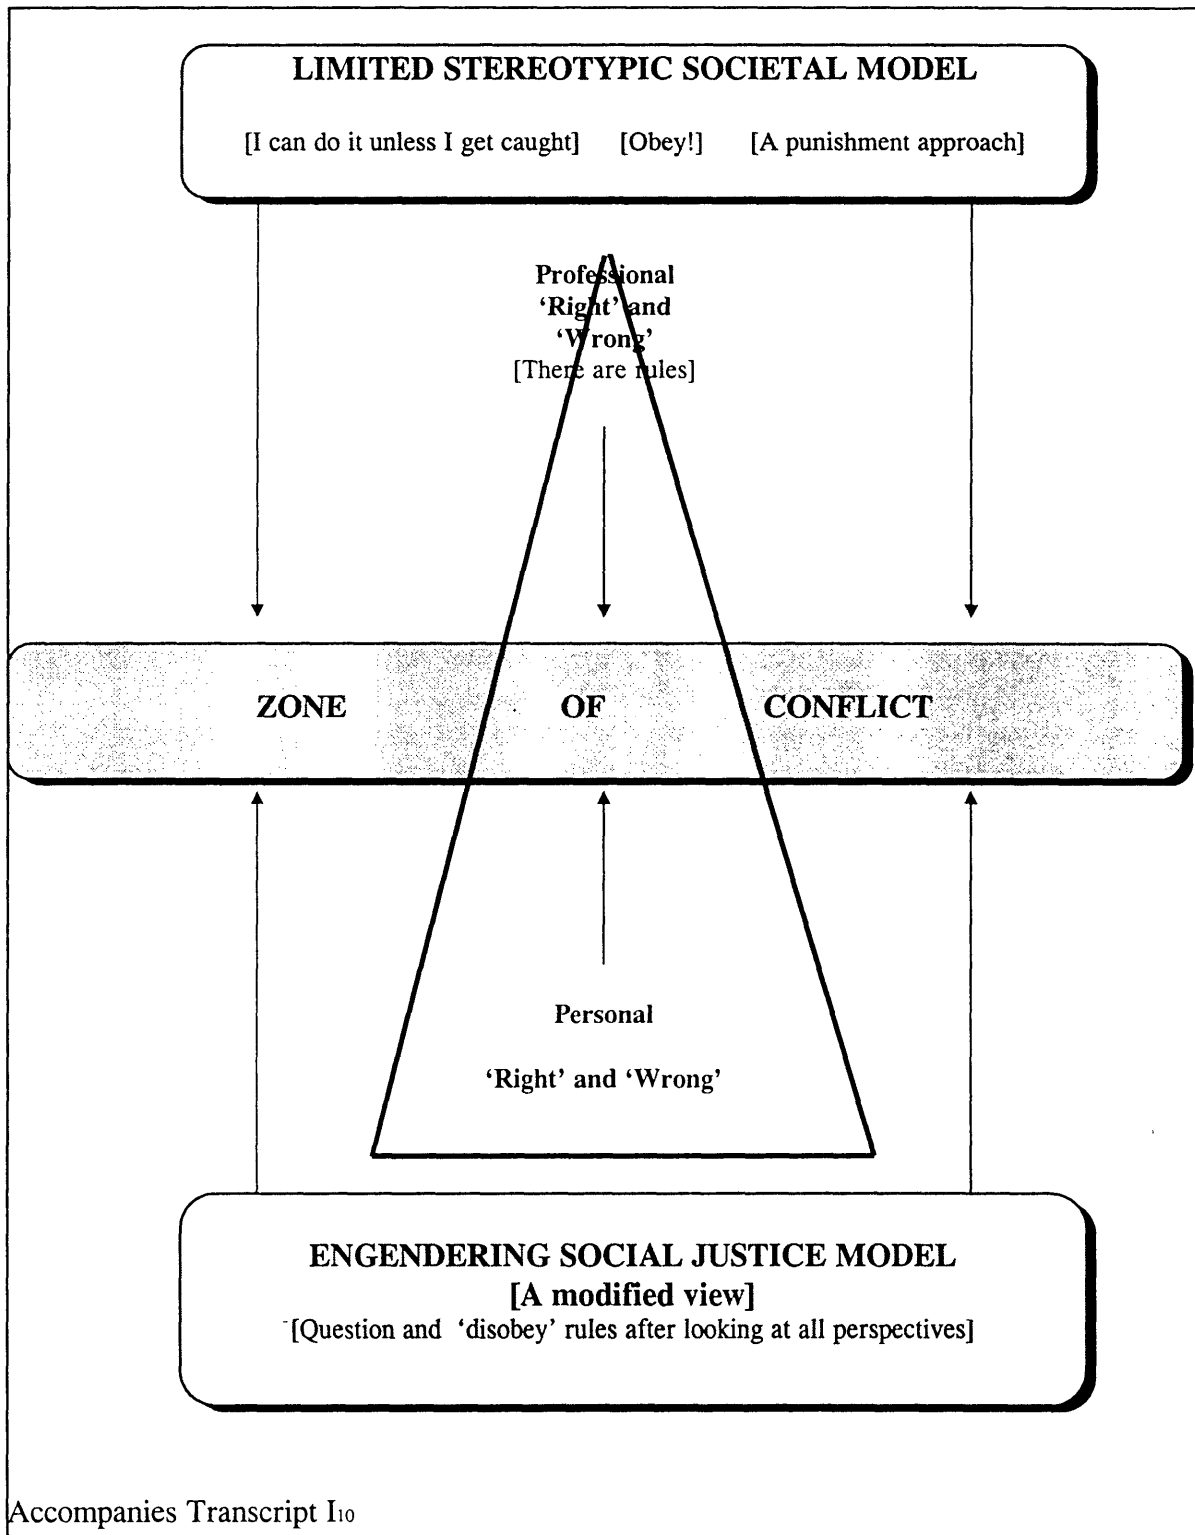 LIMITED STEREOTYPIC SOCIETAL MODEL
[I can do it unless I get caught] [Obey!] [A punishment approach]
Professional
‘Right’ and
‘Wrong’
[There are rules]
ZONE OF CONFLICT
Personal
‘Right’ and ‘Wrong’
ENGENDERING SOCIAL JUSTICE MODEL
[A modified view]
[Question and ‘disobey’ rules after looking at all perspectives]
Accompanies Transcript I10